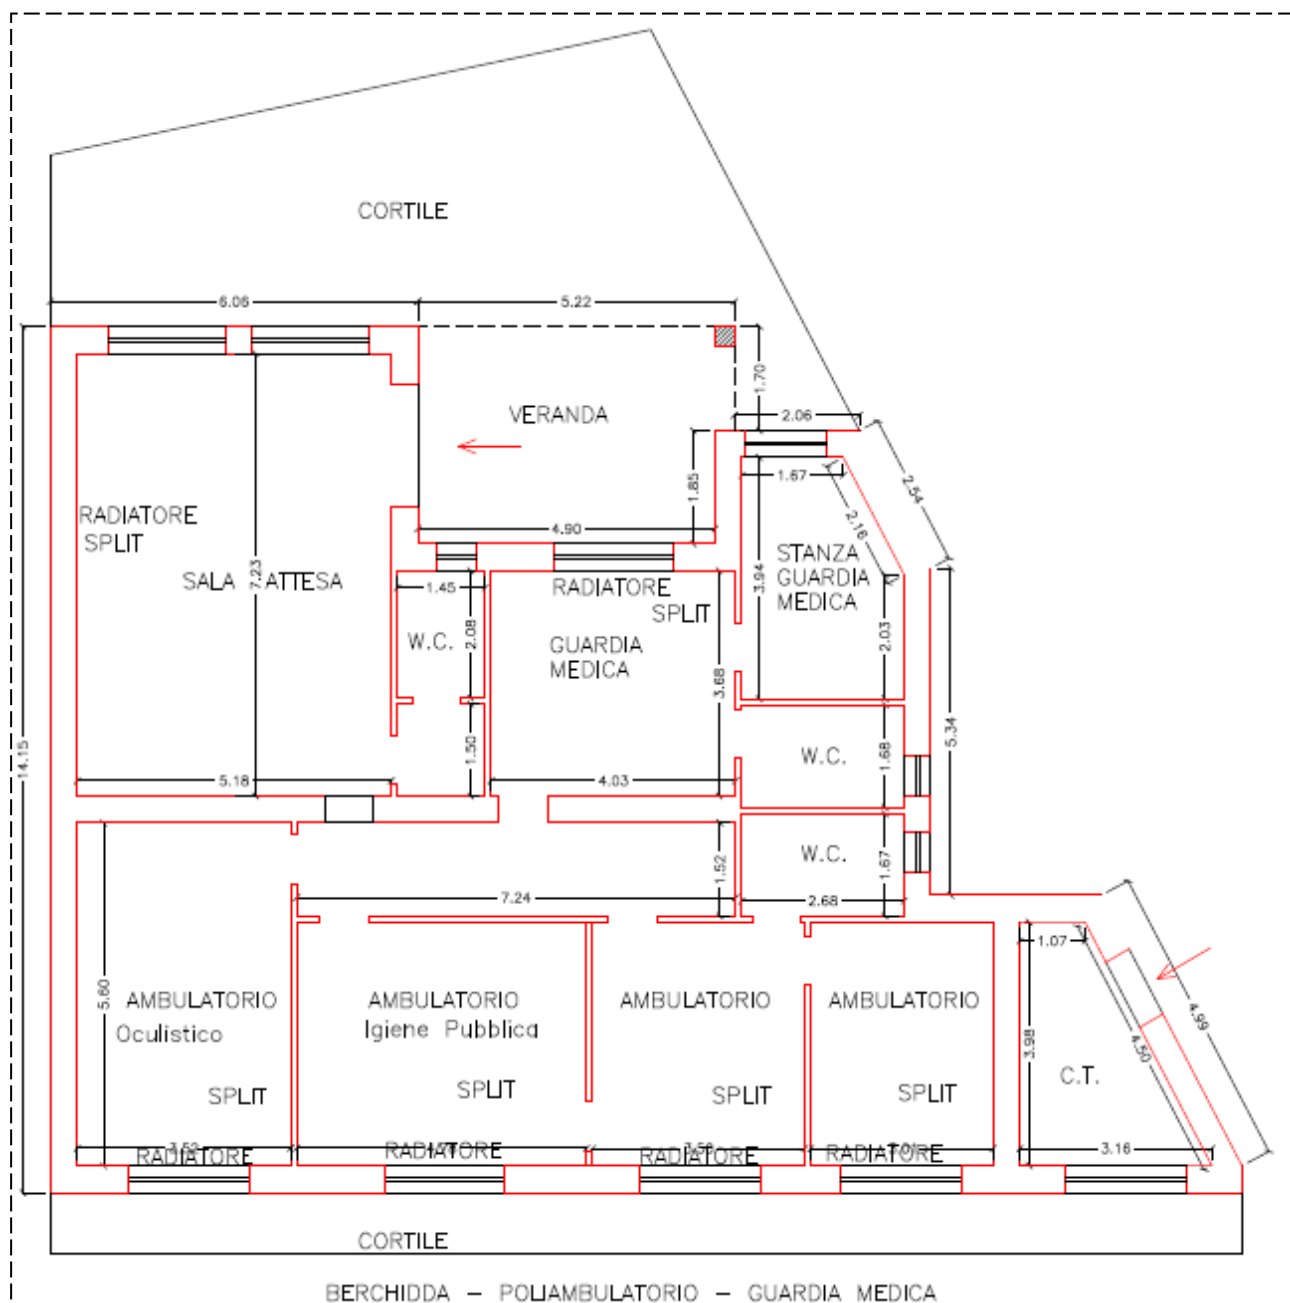 CORTILE
6.06
5.22
1.70
2.06
VERANDA
1.85
1.67
2.54
2.16
4.90
RADIATORE
SPLIT
7.23
SALA
ATTESA
1.45
2.08
W.C.
RADIATORE
SPLIT
GUARDIA
MEDICA
3.68
3.94
STANZA
GUARDIA
MEDICA
2.03
5.34
14.15
1.50
5.18
4.03
W.C.
1.68
W.C.
1.67
1.52
7.24
2.68
1.07
5.60
AMBULATORIO
Oculistico
SPLIT
AMBULATORIO
Igiene Pubblica
SPLIT
AMBULATORIO
SPLIT
AMBULATORIO
SPLIT
3.98
4.50
4.99
C.T.
3.52
RADIATORE
RADIATORE
RADIATORE
3.01
RADIATORE
3.16
CORTILE
BERCHIDDA – POLIAMBULATORIO – GUARDIA MEDICA